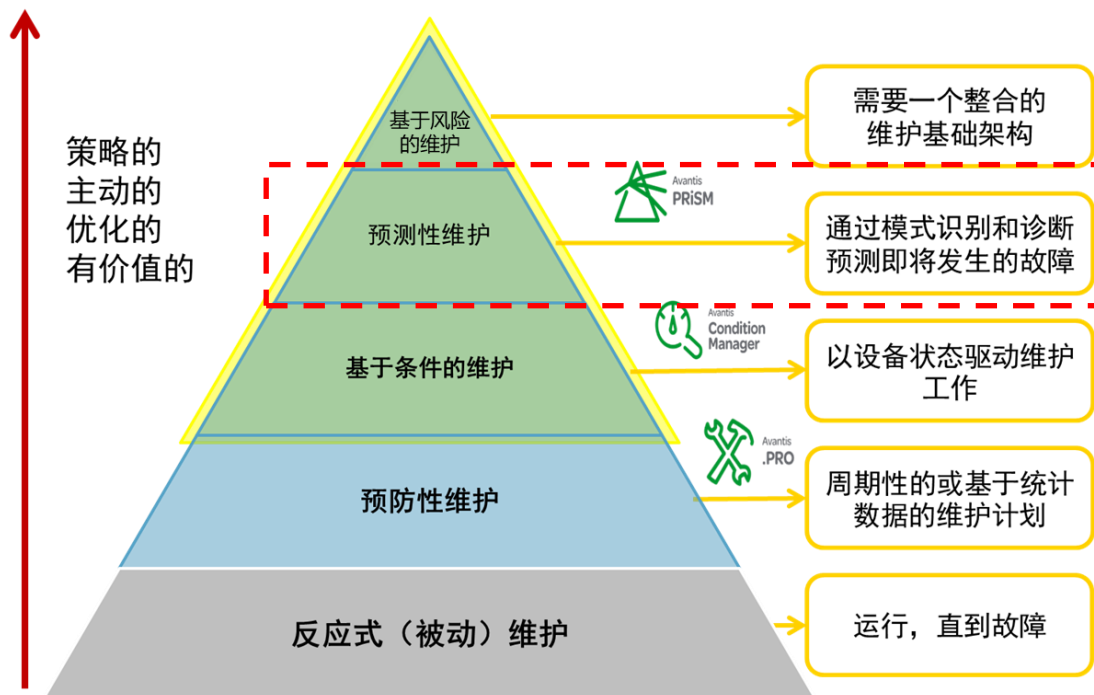 策略的
主动的
优化的
有价值的
基于风险
的维护
需要一个整合的
维护基础架构
预测性维护
Avantis
PRiSM
通过模式识别和诊断
预测即将发生的故障
基于条件的维护
Avantis
Condition
Manager
以设备状态驱动维护
工作
预防性维护
Avantis
.PRO
周期性的或基于统计
数据的维护计划
反应式（被动）维护
运行，直到故障